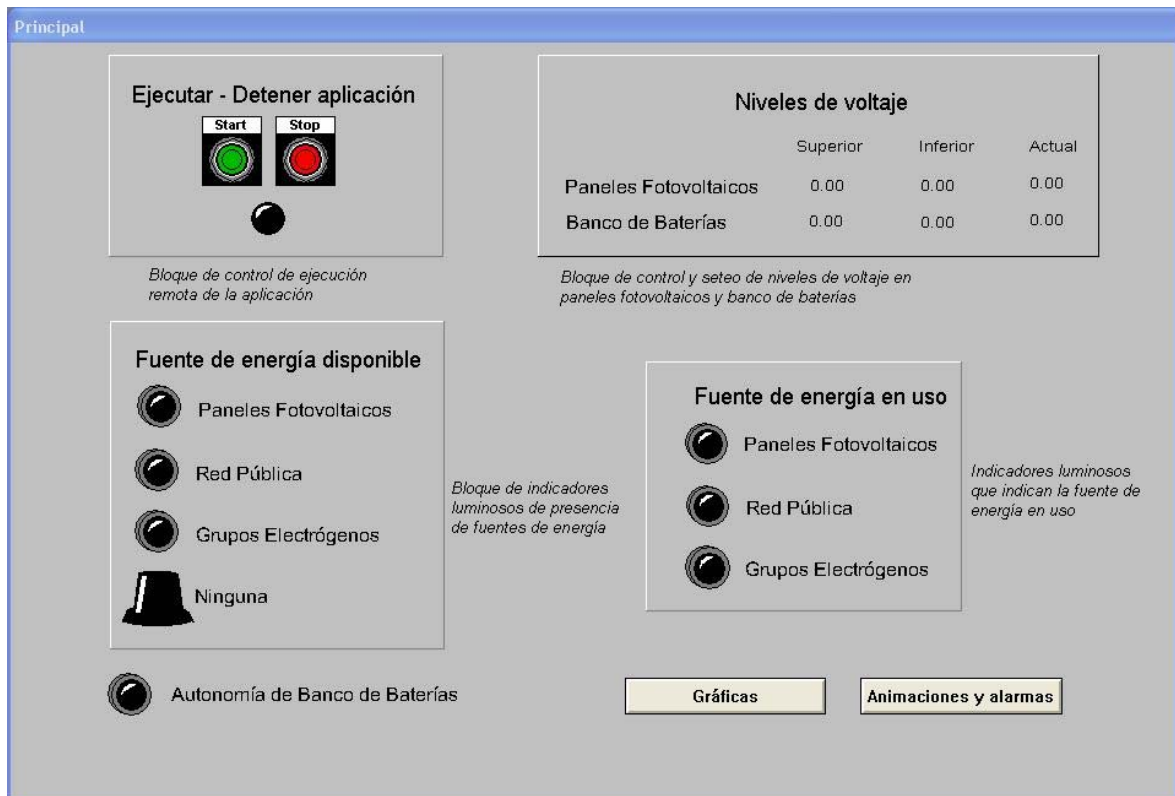 Principal
Ejecutar - Detener aplicación
Start Stop
Bloque de control de ejecución
remota de la aplicación
Niveles de voltaje
Superior Inferior Actual
Paneles Fotovoltaicos 0.00 0.00 0.00
Banco de Baterías 0.00 0.00 0.00
Bloque de control y seteo de niveles de voltaje en
paneles fotovoltaicos y banco de baterías
Fuente de energía disponible
Paneles Fotovoltaicos
Red Pública
Grupos Electrógenos
Ninguna
Bloque de indicadores
luminosos de presencia
de fuentes de energía
Fuente de energía en uso
Paneles Fotovoltaicos
Red Pública
Grupos Electrógenos
Indicadores luminosos
que indican la fuente de
energía en uso
Autonomía de Banco de Baterías
Gráficas
Animaciones y alarmas